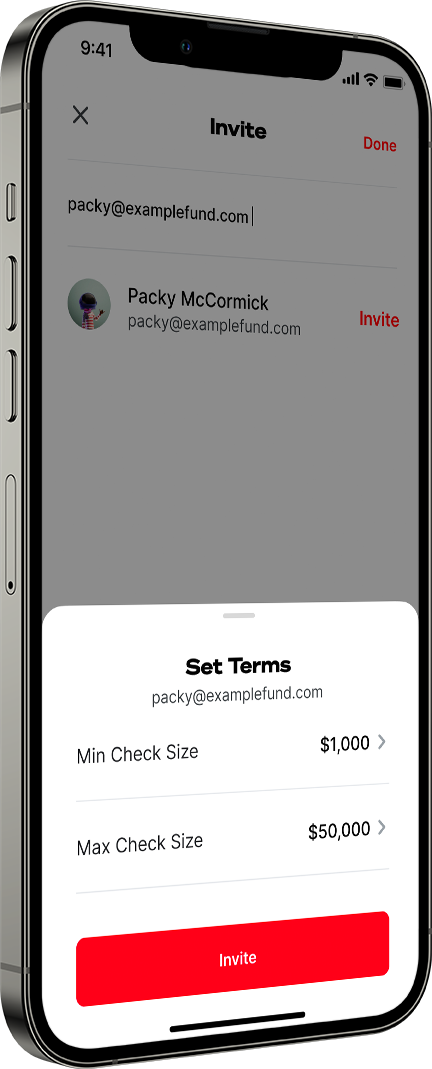 9:41
Invite
Done
packy@examplefund.com
Packy McCormick
packy@examplefund.com
Invite
Set Terms
packy@examplefund.com
Min Check Size $1,000
Max Check Size $50,000
Invite